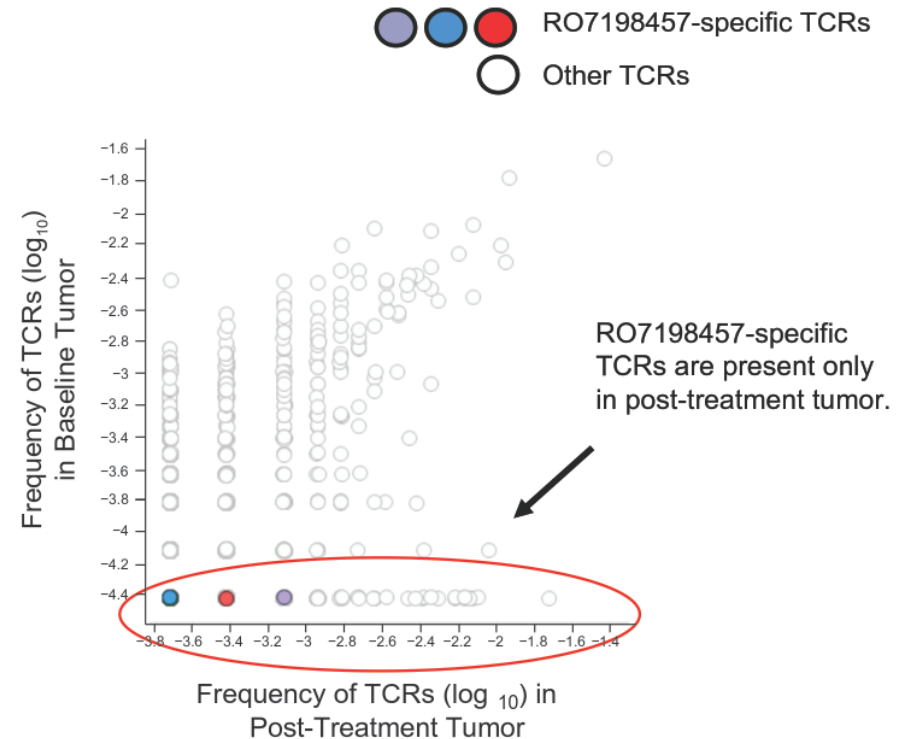 RO7198457-specific TCRs
Other TCRs
−1.6
−1.8
−2
−2.2
−2.4
−2.6
−2.8
−3
−3.2
−3.4
−3.6
−3.8
−4
−4.2
−4.4
Frequency of TCRs (log10)
in Baseline Tumor
RO7198457-specific
TCRs are present only
in post-treatment tumor.
−3.8 −3.6 −3.4 −3.2 −3 −2.8 −2.6 −2.4 −2.2 −2 −1.8 −1.6 −1.4
Frequency of TCRs (log 10) in
Post-Treatment Tumor